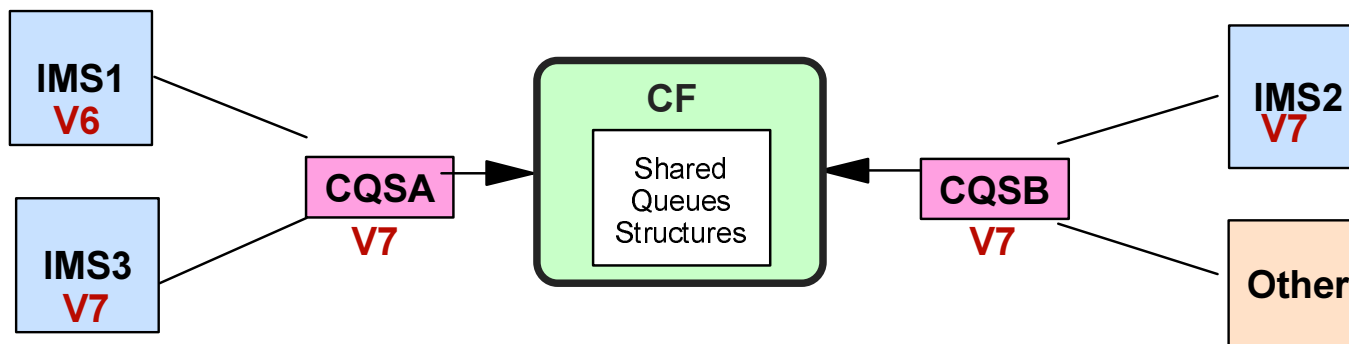 IMS1
V6
IMS3
V7
CQSA
V7
CF
Shared
Queues
Structures
CQSB
V7
IMS2
V7
Other